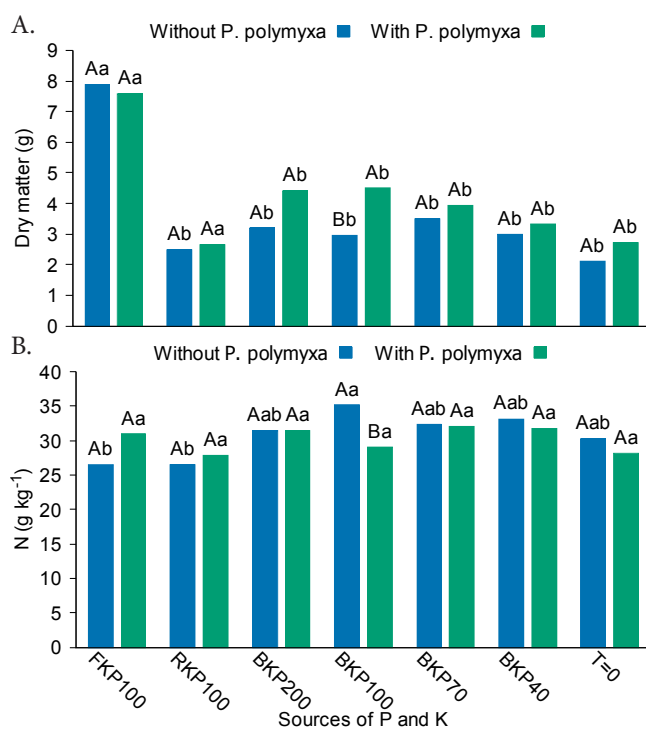 A.
Without P. polymyxa With P. polymyxa
Dry matter (g)
9
8
7
6
5
4
3
2
1
0
Aa Aa
Ab Aa
Ab Ab
Bb Ab
Ab Ab
Ab Ab
Ab Ab
B.
Without P. polymyxa With P. polymyxa
N (g kg⁻¹)
40
35
30
25
20
15
10
5
0
Ab Aa
Ab Aa
Aab Aa
Aa Ba
Aab Aa
Aab Aa
Aab Aa
FKP100 RKP100 BKP200 BKP100 BKP70 BKP40 T=0
Sources of P and K